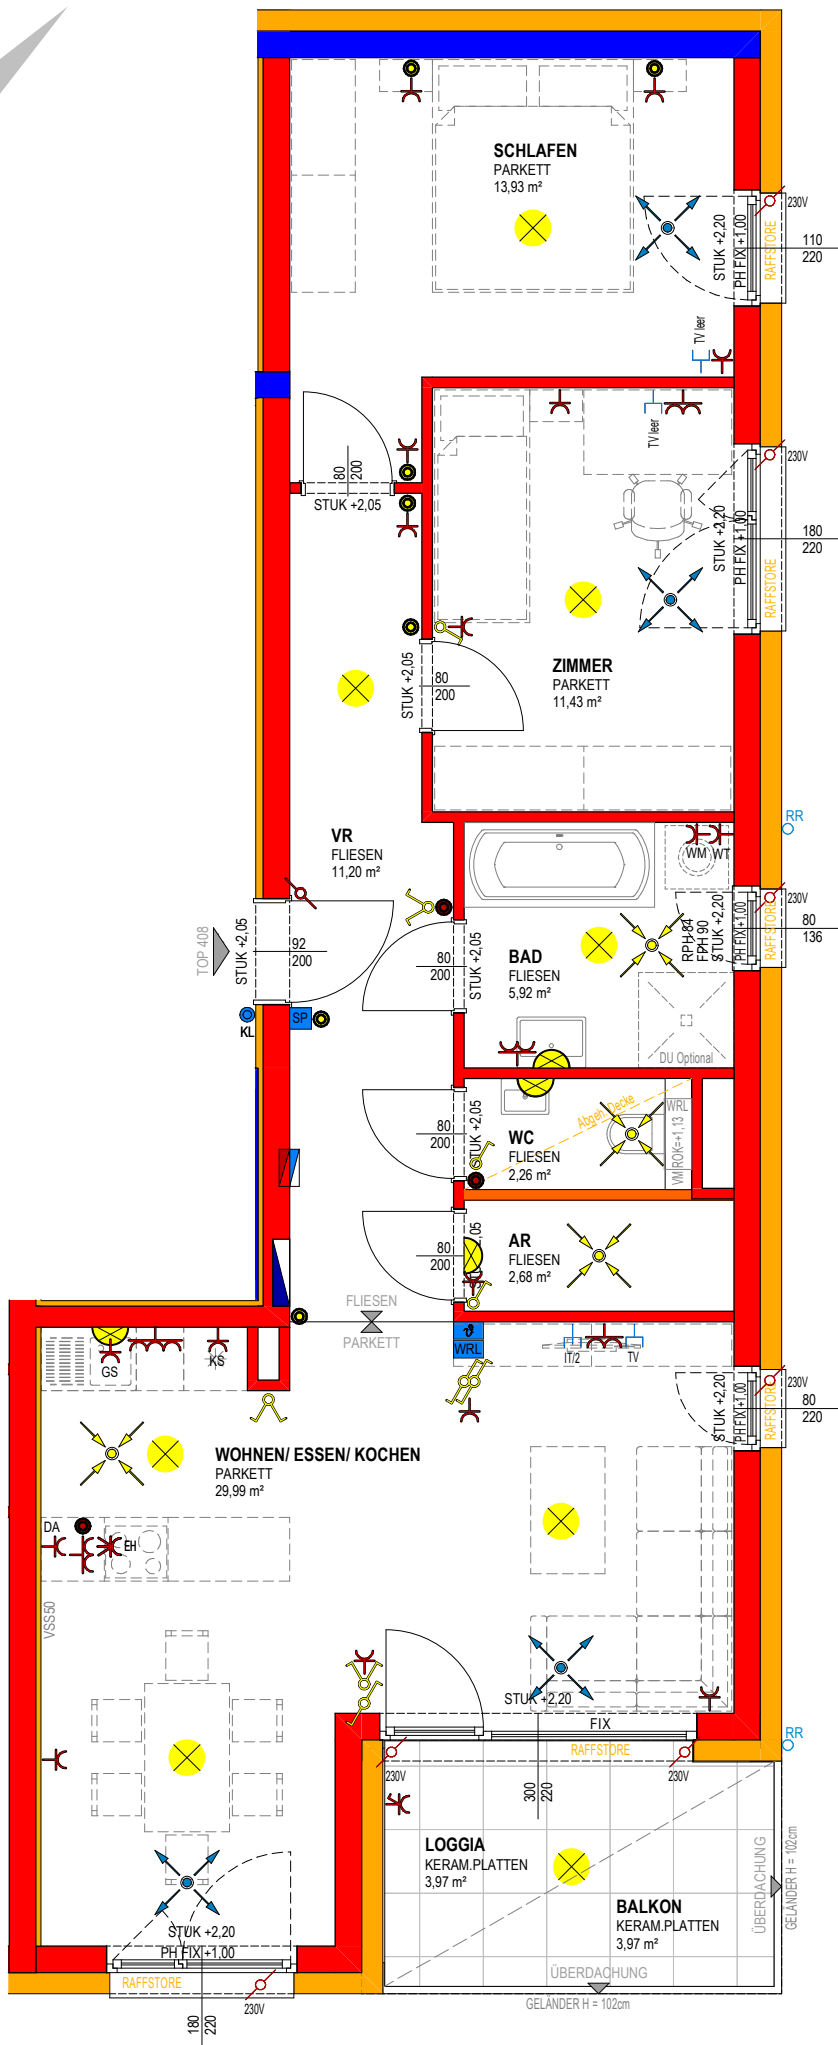 SCHLAFEN
PARKETT
13,93 m²
230V
STUK +2,20
PH FIX +1,00
RAFFSTORE
110
220
TV leer
TV leer
80
200
STUK +2,05
230V
STUK +2,20
PH FIX +1,00
RAFFSTORE
180
220
ZIMMER
PARKETT
11,43 m²
STUK +2,05
80
200
VR
FLIESEN
11,20 m²
RR
WM
WT
230V
TOP 408
STUK +2,05
92
200
80
200
STUK +2,05
BAD
FLIESEN
5,92 m²
RPH 84
FPH 90
STUK +2,20
PH FIX +1,00
RAFFSTORE
80
136
KL
SP
DU Optional
80
200
STUK +2,05
WC
FLIESEN
2,26 m²
Abgeh. Decke
WRL
VM ROK=+1,13
80
200
AR
FLIESEN
2,68 m²
FLIESEN
PARKETT
WRL
IT/2
TV
GS
KS
230V
STUK +2,20
PH FIX +1,00
RAFFSTORE
80
220
WOHNEN/ ESSEN/ KOCHEN
PARKETT
29,99 m²
DA
EH
VSS50
STUK +2,20
FIX
RAFFSTORE
230V
230V
300
220
RR
LOGGIA
KERAM.PLATTEN
3,97 m²
BALKON
KERAM.PLATTEN
3,97 m²
ÜBERDACHUNG
GELÄNDER H = 102cm
ÜBERDACHUNG
GELÄNDER H = 102cm
STUK +2,20
PH FIX +1,00
RAFFSTORE
230V
180
220